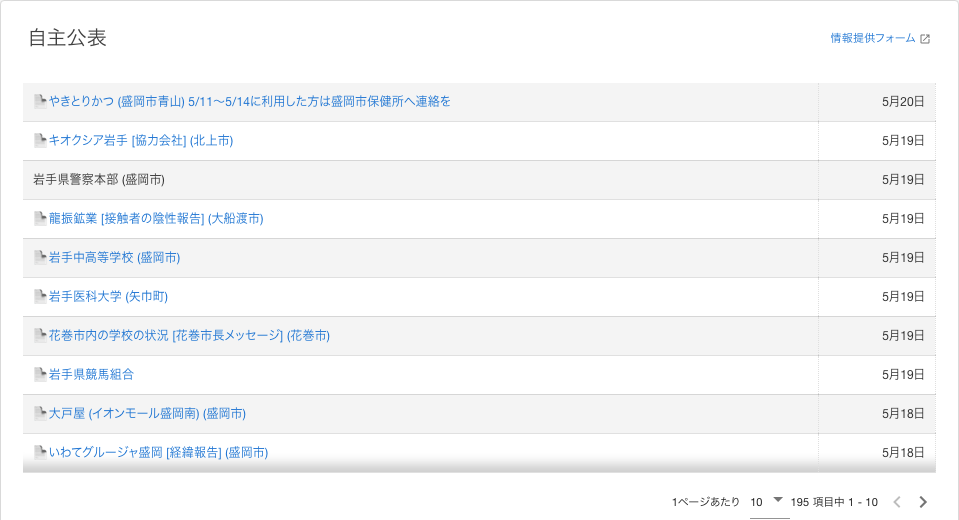 自主公表
情報提供フォーム
やきとりかつ (盛岡市青山) 5/11〜5/14に利用した方は盛岡市保健所へ連絡を 5月20日
キオクシア岩手 [協力会社] (北上市) 5月19日
岩手県警察本部 (盛岡市) 5月19日
龍振鉱業 [接触者の陰性報告] (大船渡市) 5月19日
岩手中高等学校 (盛岡市) 5月19日
岩手医科大学 (矢巾町) 5月19日
花巻市内の学校の状況 [花巻市長メッセージ] (花巻市) 5月19日
岩手県競馬組合 5月19日
大戸屋 (イオンモール盛岡南) (盛岡市) 5月18日
いわてグルージャ盛岡 [経緯報告] (盛岡市) 5月18日
1ページあたり 10 195 項目中 1 - 10